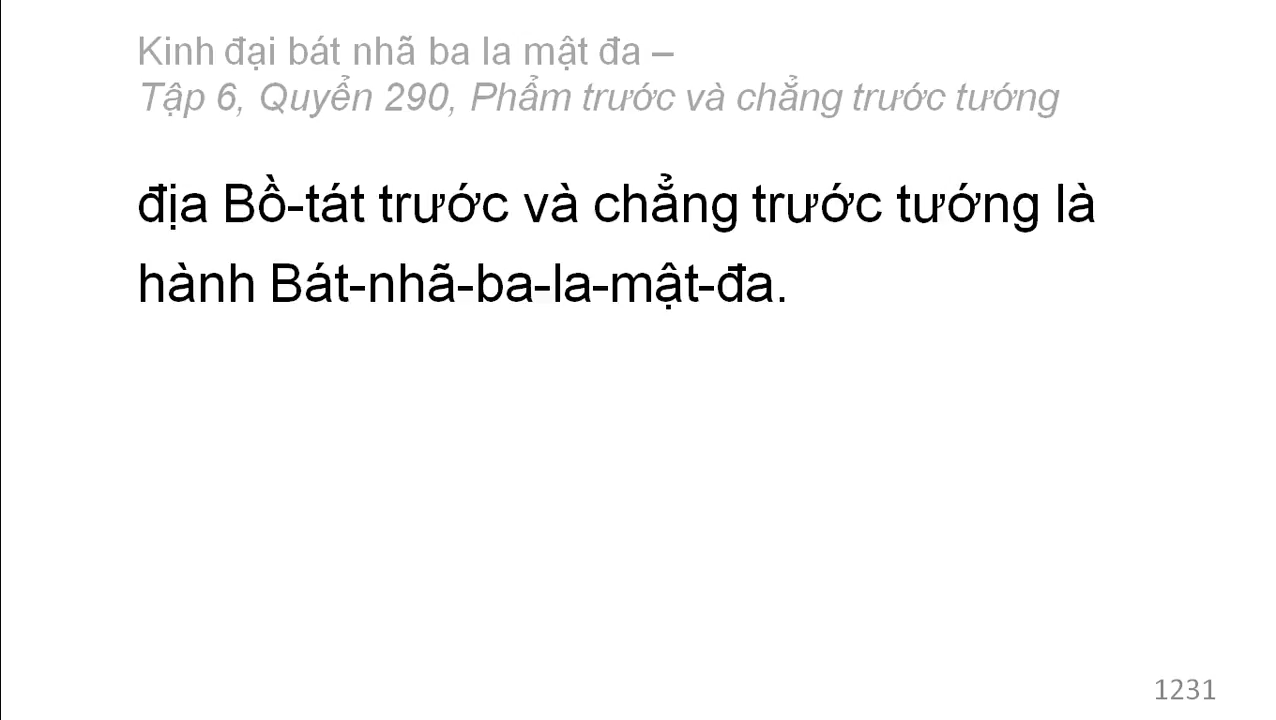 Kinh đại bát nhã ba la mật đa –
Tập 6, Quyển 290, Phẩm trước và chẳng trước tướng
địa Bồ-tát trước và chẳng trước tướng là
hành Bát-nhã-ba-la-mật-đa.
1231